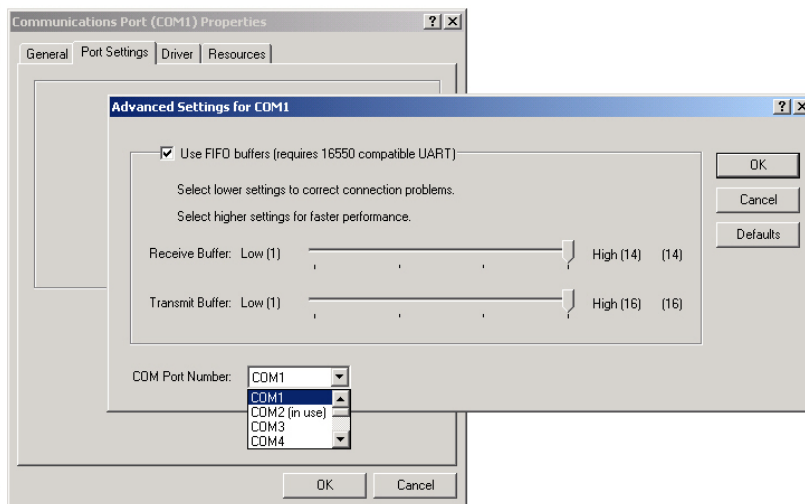 Communications Port (COM1) Properties
General Port Settings Driver Resources
Advanced Settings for COM1
Use FIFO buffers (requires 16550 compatible UART)
OK
Select lower settings to correct connection problems.
Cancel
Select higher settings for faster performance.
Defaults
Receive Buffer: Low (1) High (14) (14)
Transmit Buffer: Low (1) High (16) (16)
COM Port Number: COM1
COM1
COM2 (in use)
COM3
COM4
OK Cancel